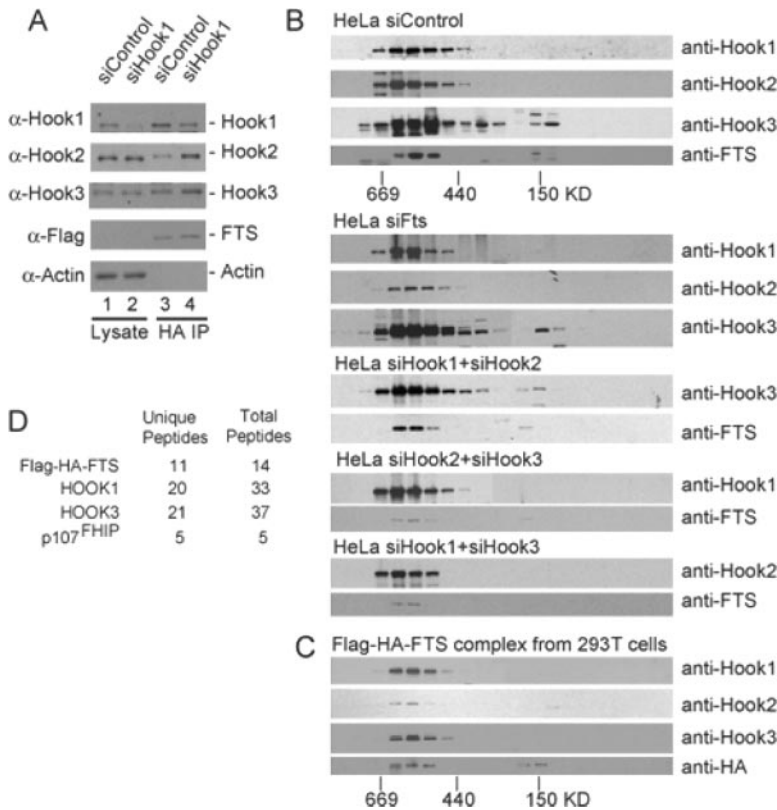 A
siControl
siHook1
siControl
siHook1
α-Hook1 - Hook1
α-Hook2 - Hook2
α-Hook3 - Hook3
α-Flag - FTS
α-Actin - Actin
1 2 3 4
Lysate HA IP
D
Unique Peptides Total Peptides
Flag-HA-FTS 11 14
HOOK1 20 33
HOOK3 21 37
p107FHIP 5 5
B
HeLa siControl
anti-Hook1
anti-Hook2
anti-Hook3
anti-FTS
669 440 150 KD
HeLa siFts
anti-Hook1
anti-Hook2
anti-Hook3
HeLa siHook1+siHook2
anti-Hook3
anti-FTS
HeLa siHook2+siHook3
anti-Hook1
anti-FTS
HeLa siHook1+siHook3
anti-Hook2
anti-FTS
C
Flag-HA-FTS complex from 293T cells
anti-Hook1
anti-Hook2
anti-Hook3
anti-HA
669 440 150 KD